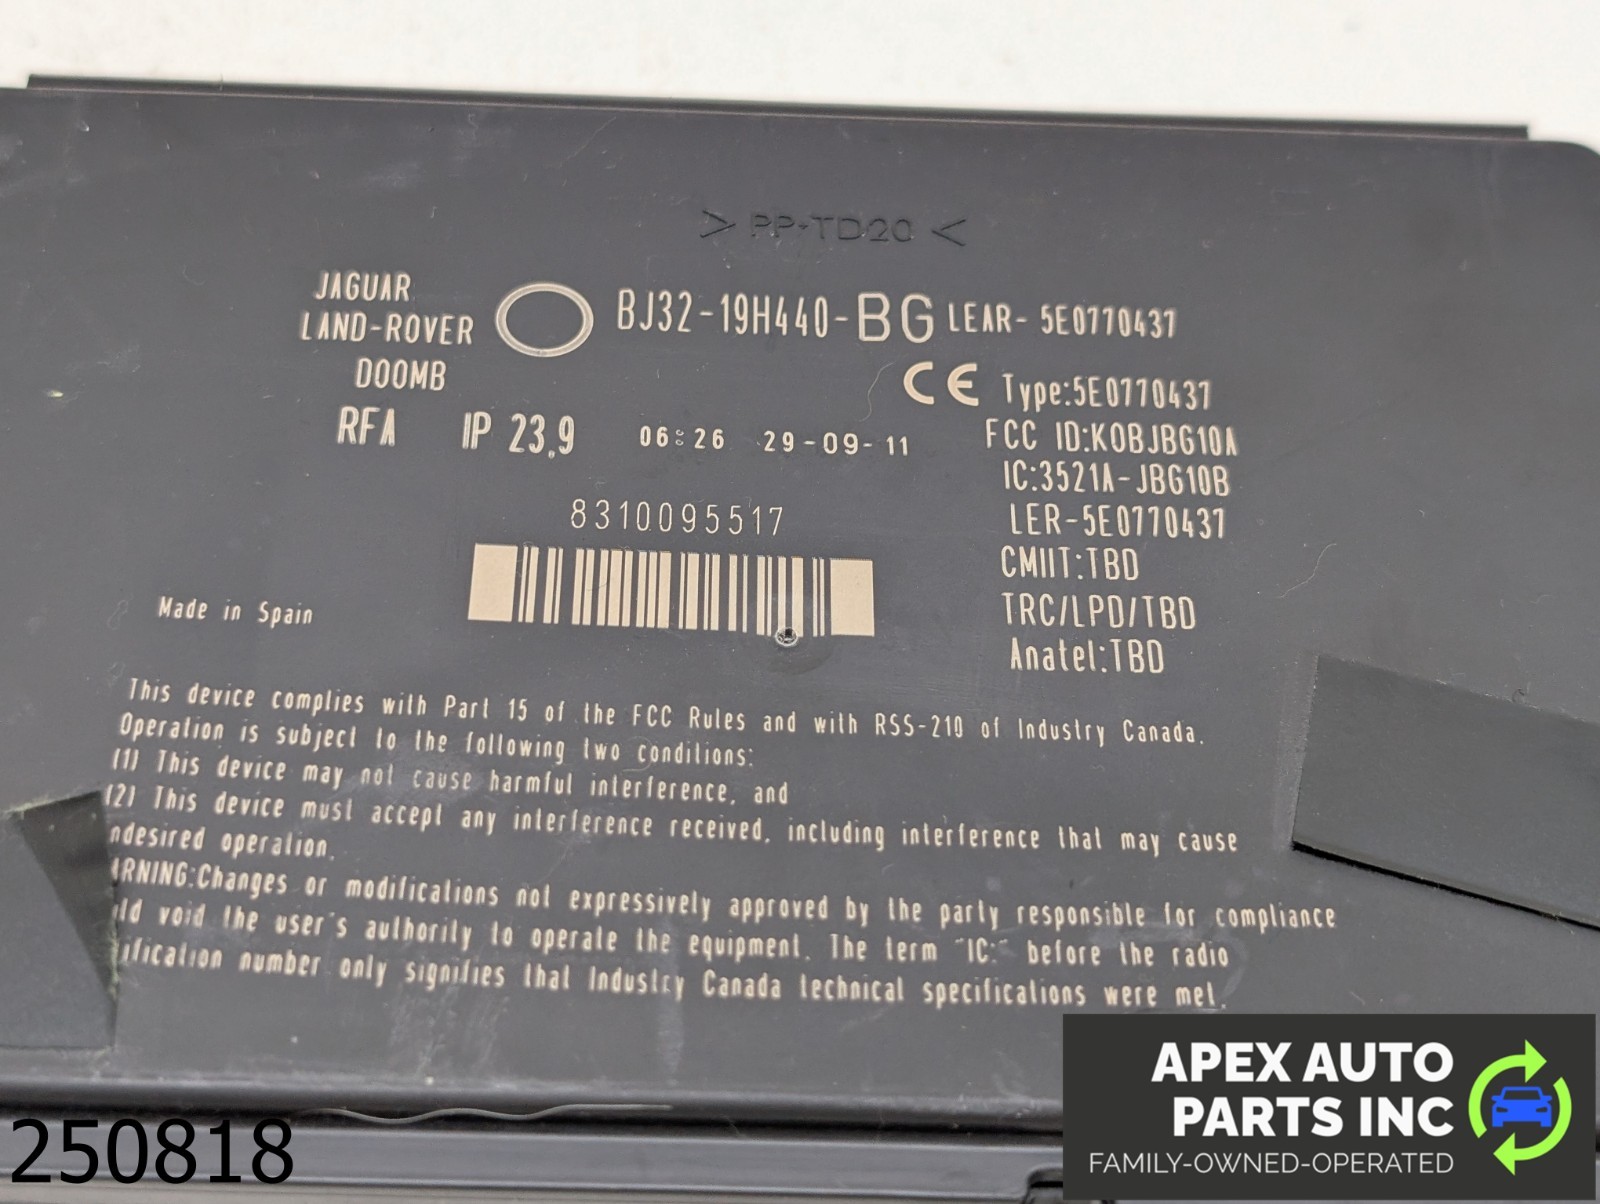 > PP-TD20 <
JAGUAR
LAND-ROVER
D00MB
BJ32-19H440-BG LEAR-5E0770437
CE Type:5E0770437
RFA IP 23.9 06:26 29-09-11
FCC ID:KOBJBG10A
IC:3521A-JBG10B
LER-5E0770437
CMIIT:TBD
TRC/LPD/TBD
Anatel:TBD
8310095517
Made in Spain
This device complies with Part 15 of the FCC Rules and with RSS-210 of Industry Canada.
Operation is subject to the following two conditions:
(1) This device may not cause harmful interference, and
(2) This device must accept any interference received, including interference that may cause
ndesired operation.
ARNING:Changes or modifications not expressively approved by the party responsible for compliance
uld void the user's authority to operate the equipment. The term "IC:" before the radio
ification number only signifies that Industry Canada technical specifications were met.
250818
APEX AUTO
PARTS INC
FAMILY-OWNED-OPERATED